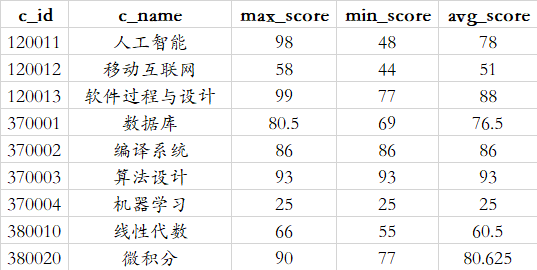 c_id c_name max_score min_score avg_score
120011 人工智能 98 48 78
120012 移动互联网 58 44 51
120013 软件过程与设计 99 77 88
370001 数据库 80.5 69 76.5
370002 编译系统 86 86 86
370003 算法设计 93 93 93
370004 机器学习 25 25 25
380010 线性代数 66 55 60.5
380020 微积分 90 77 80.625